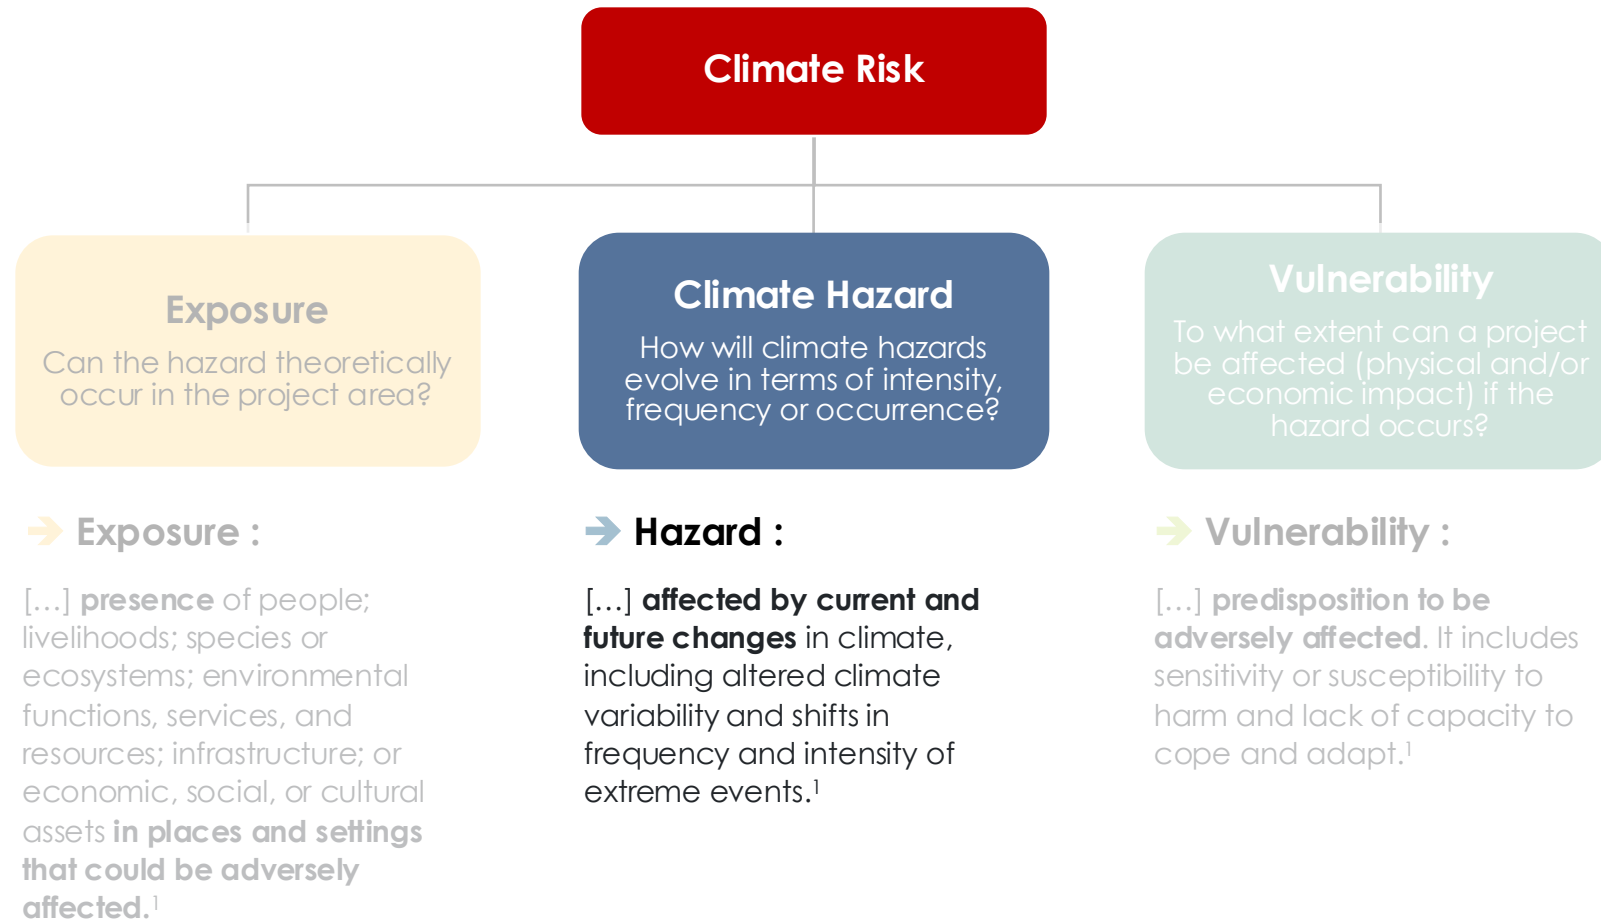 Climate Risk
Exposure
Can the hazard theoretically
occur in the project area?
Climate Hazard
How will climate hazards
evolve in terms of intensity,
frequency or occurrence?
Vulnerability
To what extent can a project
be affected (physical and/or
economic impact) if the
hazard occurs?
➔ Exposure :
[…] presence of people;
livelihoods; species or
ecosystems; environmental
functions, services, and
resources; infrastructure; or
economic, social, or cultural
assets in places and settings
that could be adversely
affected.¹
➔ Hazard :
[…] affected by current and
future changes in climate,
including altered climate
variability and shifts in
frequency and intensity of
extreme events.¹
➔ Vulnerability :
[…] predisposition to be
adversely affected. It includes
sensitivity or susceptibility to
harm and lack of capacity to
cope and adapt.¹